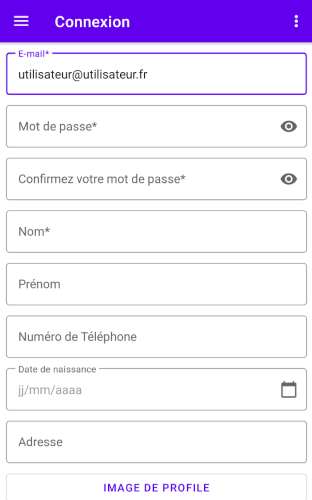 Connexion
E-mail*
utilisateur@utilisateur.fr
Mot de passe*
Confirmez votre mot de passe*
Nom*
Prénom
Numéro de Téléphone
Date de naissance
jj/mm/aaaa
Adresse
IMAGE DE PROFILE